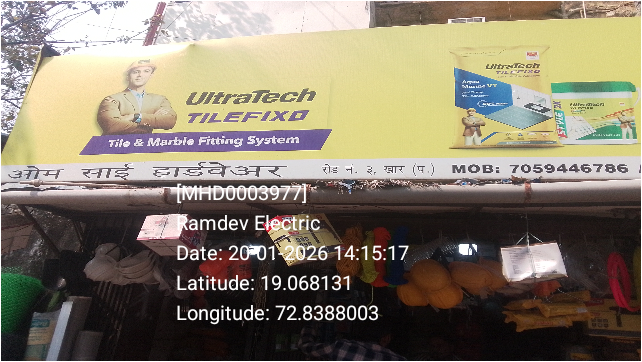 UltraTech
TILEFIXO
Tile & Marble Fitting System
UltraTech
TILEFIXO
UltraTech
ओम साई हार्डवेअर रोड नं. ३, खार (प.) MOB: 7059446786
[MHD0003977]
Ramdev Electric
Date: 20-01-2026 14:15:17
Latitude: 19.068131
Longitude: 72.8388003